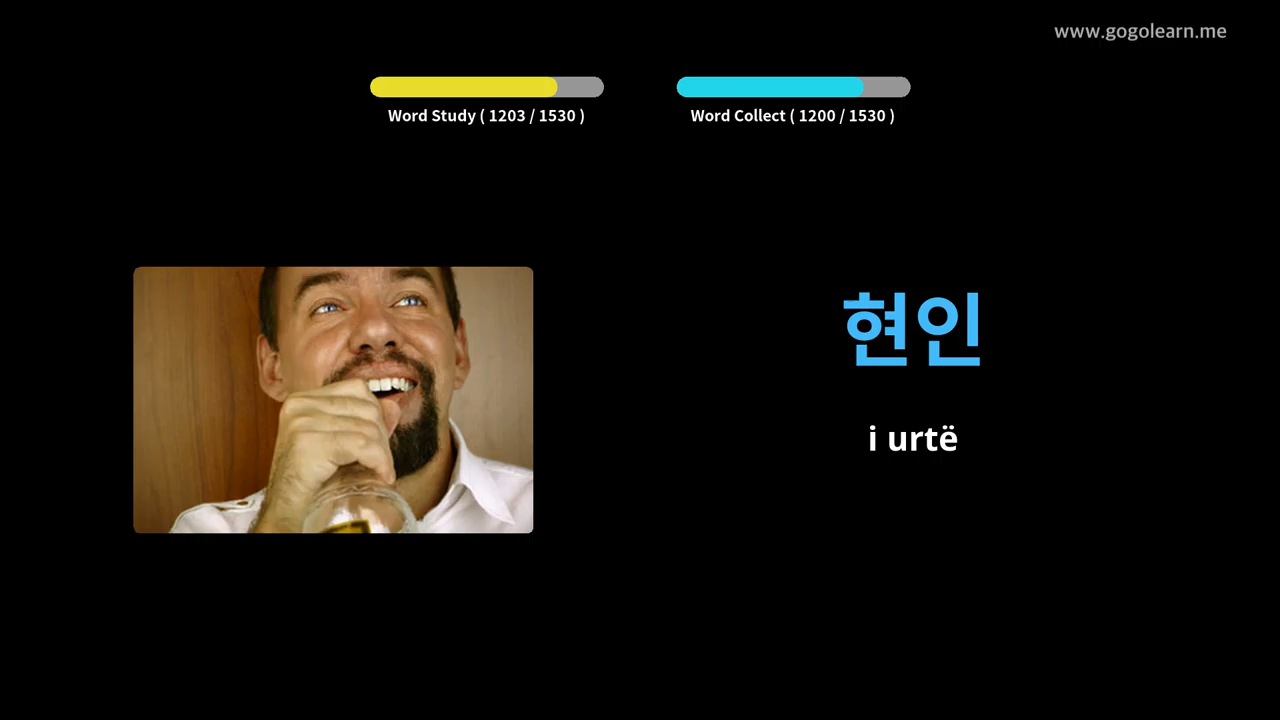 www.gogolearn.me
Word Study ( 1203 / 1530 )
Word Collect ( 1200 / 1530 )
현인
i urtë